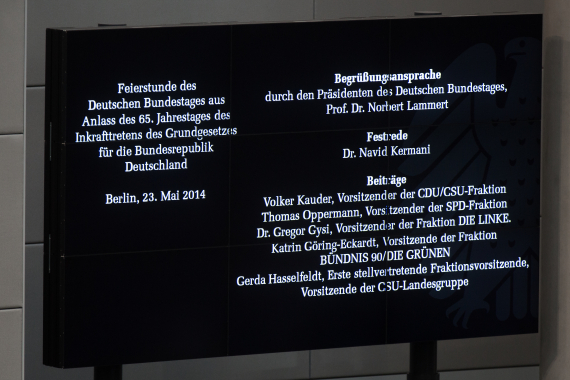 Feierstunde des
Deutschen Bundestages aus
Anlass des 65. Jahrestages des
Inkrafttretens des Grundgesetzes
für die Bundesrepublik
Deutschland
Berlin, 23. Mai 2014
Begrüßungsansprache
durch den Präsidenten des Deutschen Bundestages,
Prof. Dr. Norbert Lammert
Festrede
Dr. Navid Kermani
Beiträge
Volker Kauder, Vorsitzender der CDU/CSU-Fraktion
Thomas Oppermann, Vorsitzender der SPD-Fraktion
Dr. Gregor Gysi, Vorsitzender der Fraktion DIE LINKE.
Katrin Göring-Eckardt, Vorsitzende der Fraktion
BÜNDNIS 90/DIE GRÜNEN
Gerda Hasselfeldt, Erste stellvertretende Fraktionsvorsitzende,
Vorsitzende der CSU-Landesgruppe